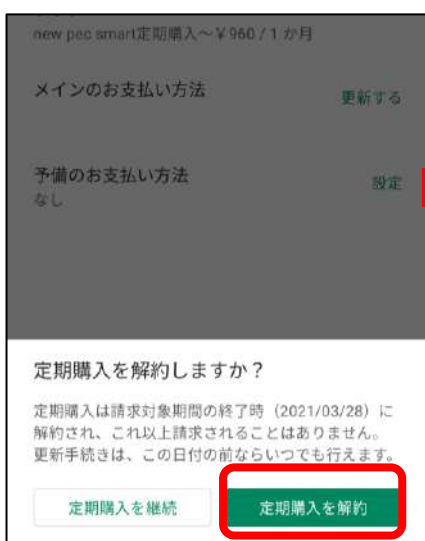 new pec smart定期購入～￥960 / 1 か月
メインのお支払い方法
更新する
予備のお支払い方法
設定
なし
定期購入を解約しますか？
定期購入は請求対象期間の終了時（2021/03/28）に
解約され、これ以上請求されることはありません。
更新手続きは、この日付の前ならいつでも行えます。
定期購入を継続
定期購入を解約